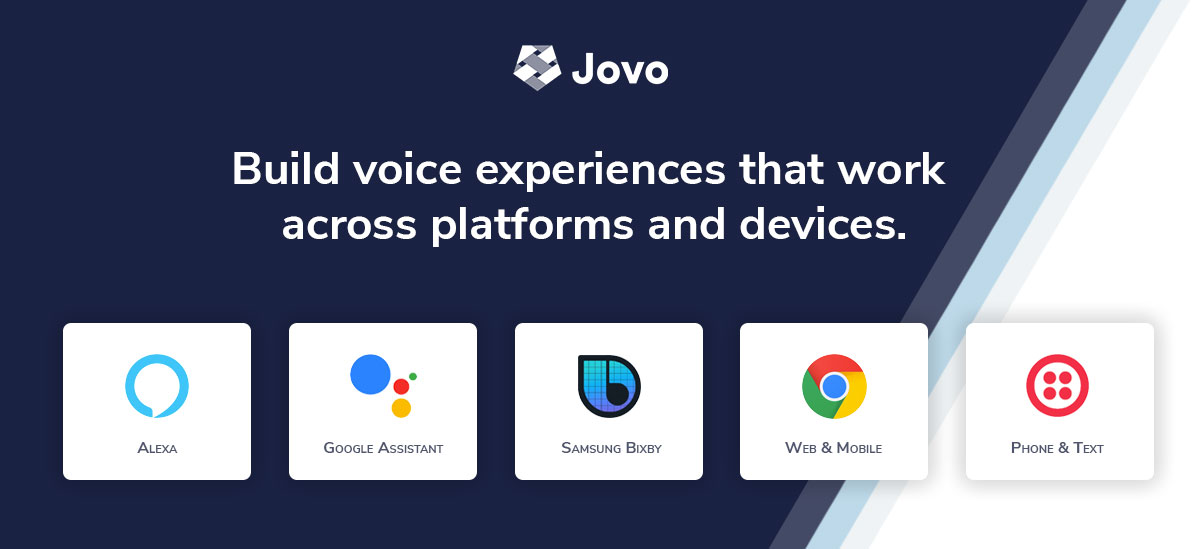 Jovo
Build voice experiences that work
across platforms and devices.
Alexa
Google Assistant
Samsung Bixby
Web & Mobile
Phone & Text